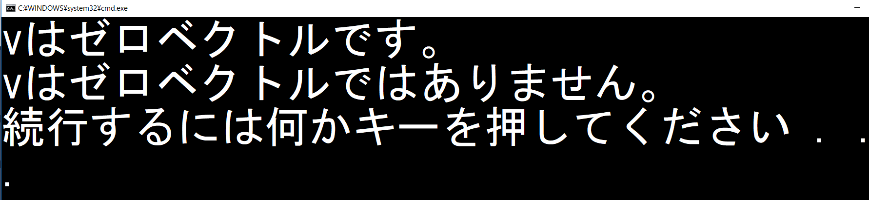 C:¥WINDOWS¥system32¥cmd.exe
vはゼロベクトルです。
vはゼロベクトルではありません。
続行するには何かキーを押してください . .
.